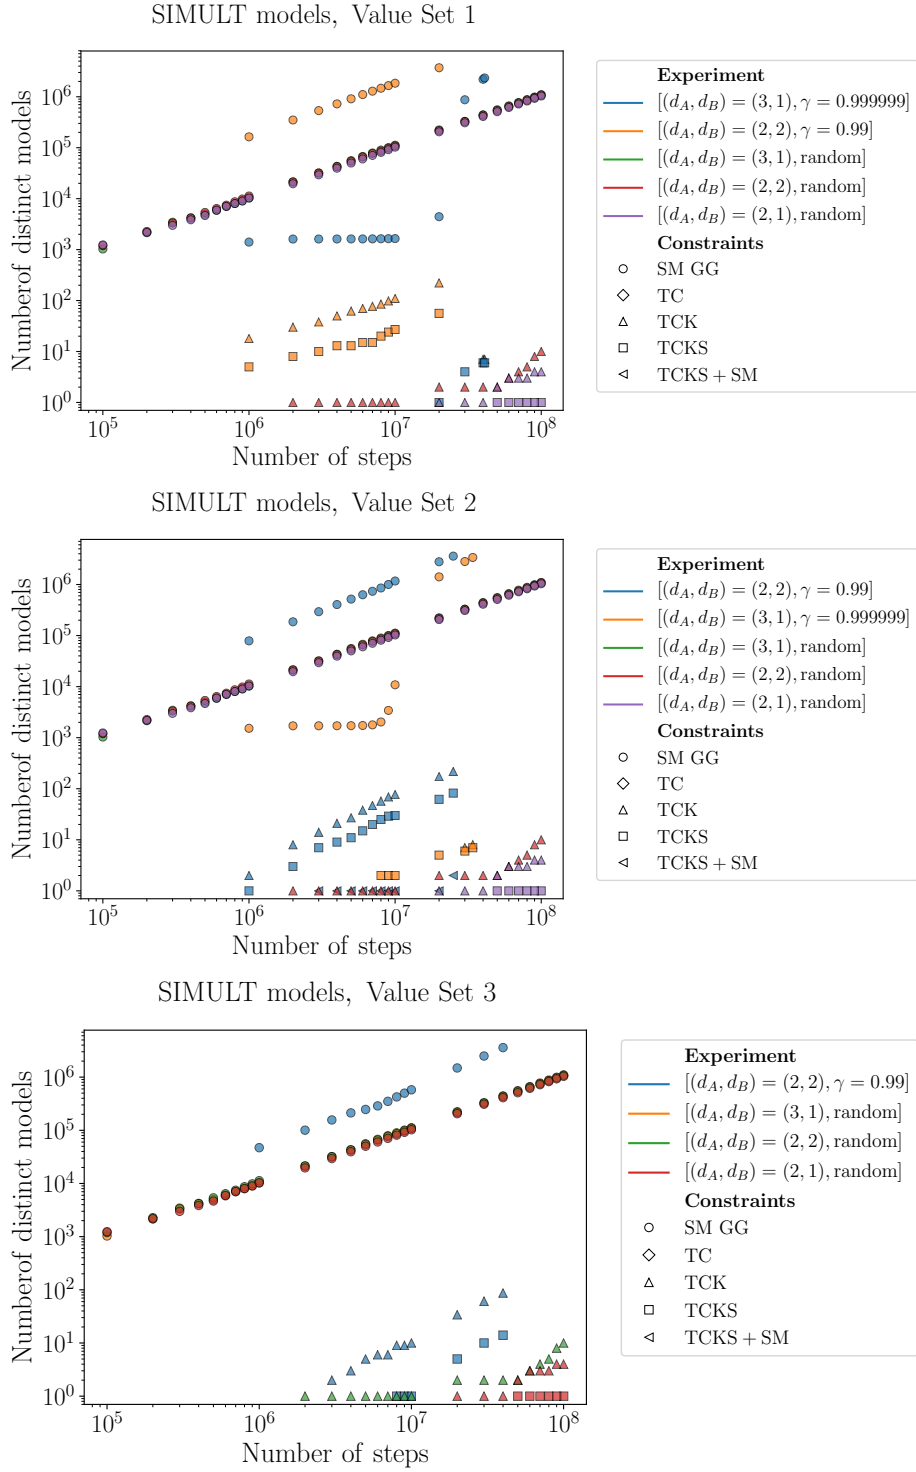 SIMULT models, Value Set 1
Numberof distinct models
10^6
10^5
10^4
10^3
10^2
10^1
10^0
10^5 10^6 10^7 10^8
Number of steps
Experiment
[(d_A, d_B) = (3, 1), γ = 0.999999]
[(d_A, d_B) = (2, 2), γ = 0.99]
[(d_A, d_B) = (3, 1), random]
[(d_A, d_B) = (2, 2), random]
[(d_A, d_B) = (2, 1), random]
Constraints
SM GG
TC
TCK
TCKS
TCKS + SM
SIMULT models, Value Set 2
Numberof distinct models
10^6
10^5
10^4
10^3
10^2
10^1
10^0
10^5 10^6 10^7 10^8
Number of steps
Experiment
[(d_A, d_B) = (2, 2), γ = 0.99]
[(d_A, d_B) = (3, 1), γ = 0.999999]
[(d_A, d_B) = (3, 1), random]
[(d_A, d_B) = (2, 2), random]
[(d_A, d_B) = (2, 1), random]
Constraints
SM GG
TC
TCK
TCKS
TCKS + SM
SIMULT models, Value Set 3
Numberof distinct models
10^6
10^5
10^4
10^3
10^2
10^1
10^0
10^5 10^6 10^7 10^8
Number of steps
Experiment
[(d_A, d_B) = (2, 2), γ = 0.99]
[(d_A, d_B) = (3, 1), random]
[(d_A, d_B) = (2, 2), random]
[(d_A, d_B) = (2, 1), random]
Constraints
SM GG
TC
TCK
TCKS
TCKS + SM